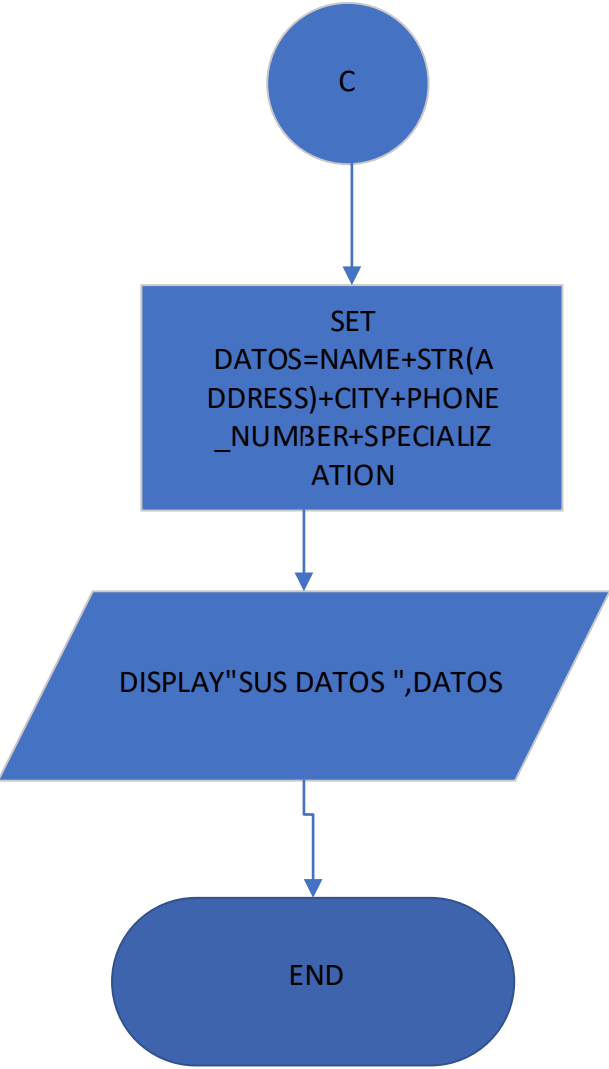 C
SET
DATOS=NAME+STR(A
DDRESS)+CITY+PHONE
_NUMBER+SPECIALIZ
ATION
DISPLAY"SUS DATOS ",DATOS
END